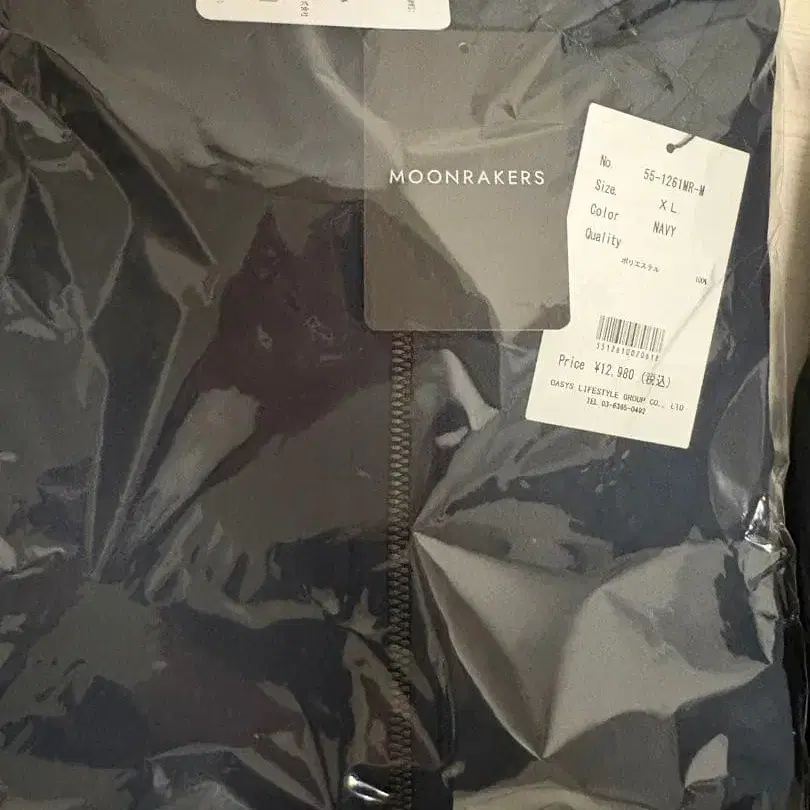 MOONRAKERS
No. 55-1261MR-M
Size. XL
Color NAVY
Quality
ポリエステル 100%
5512610070618
Price ¥12,980 (税込)
OASYS LIFESTYLE GROUP CO., LTD
TEL 03-6365-0492